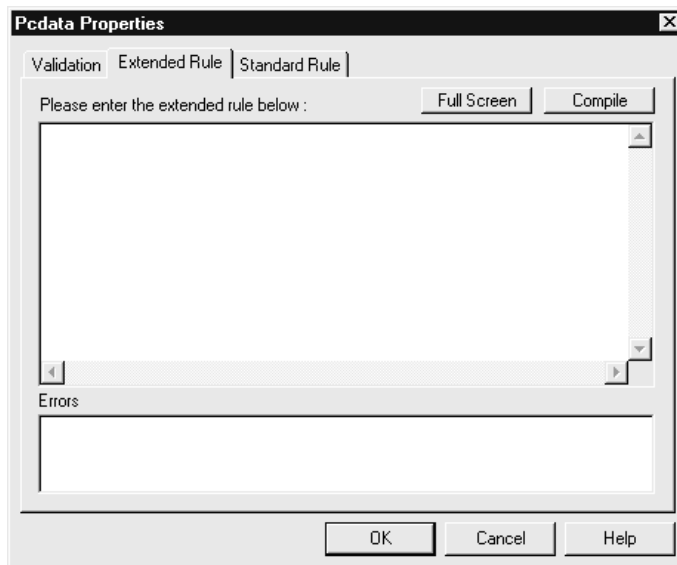 Pcdata Properties
Validation Extended Rule Standard Rule
Please enter the extended rule below : Full Screen Compile
Errors
OK Cancel Help